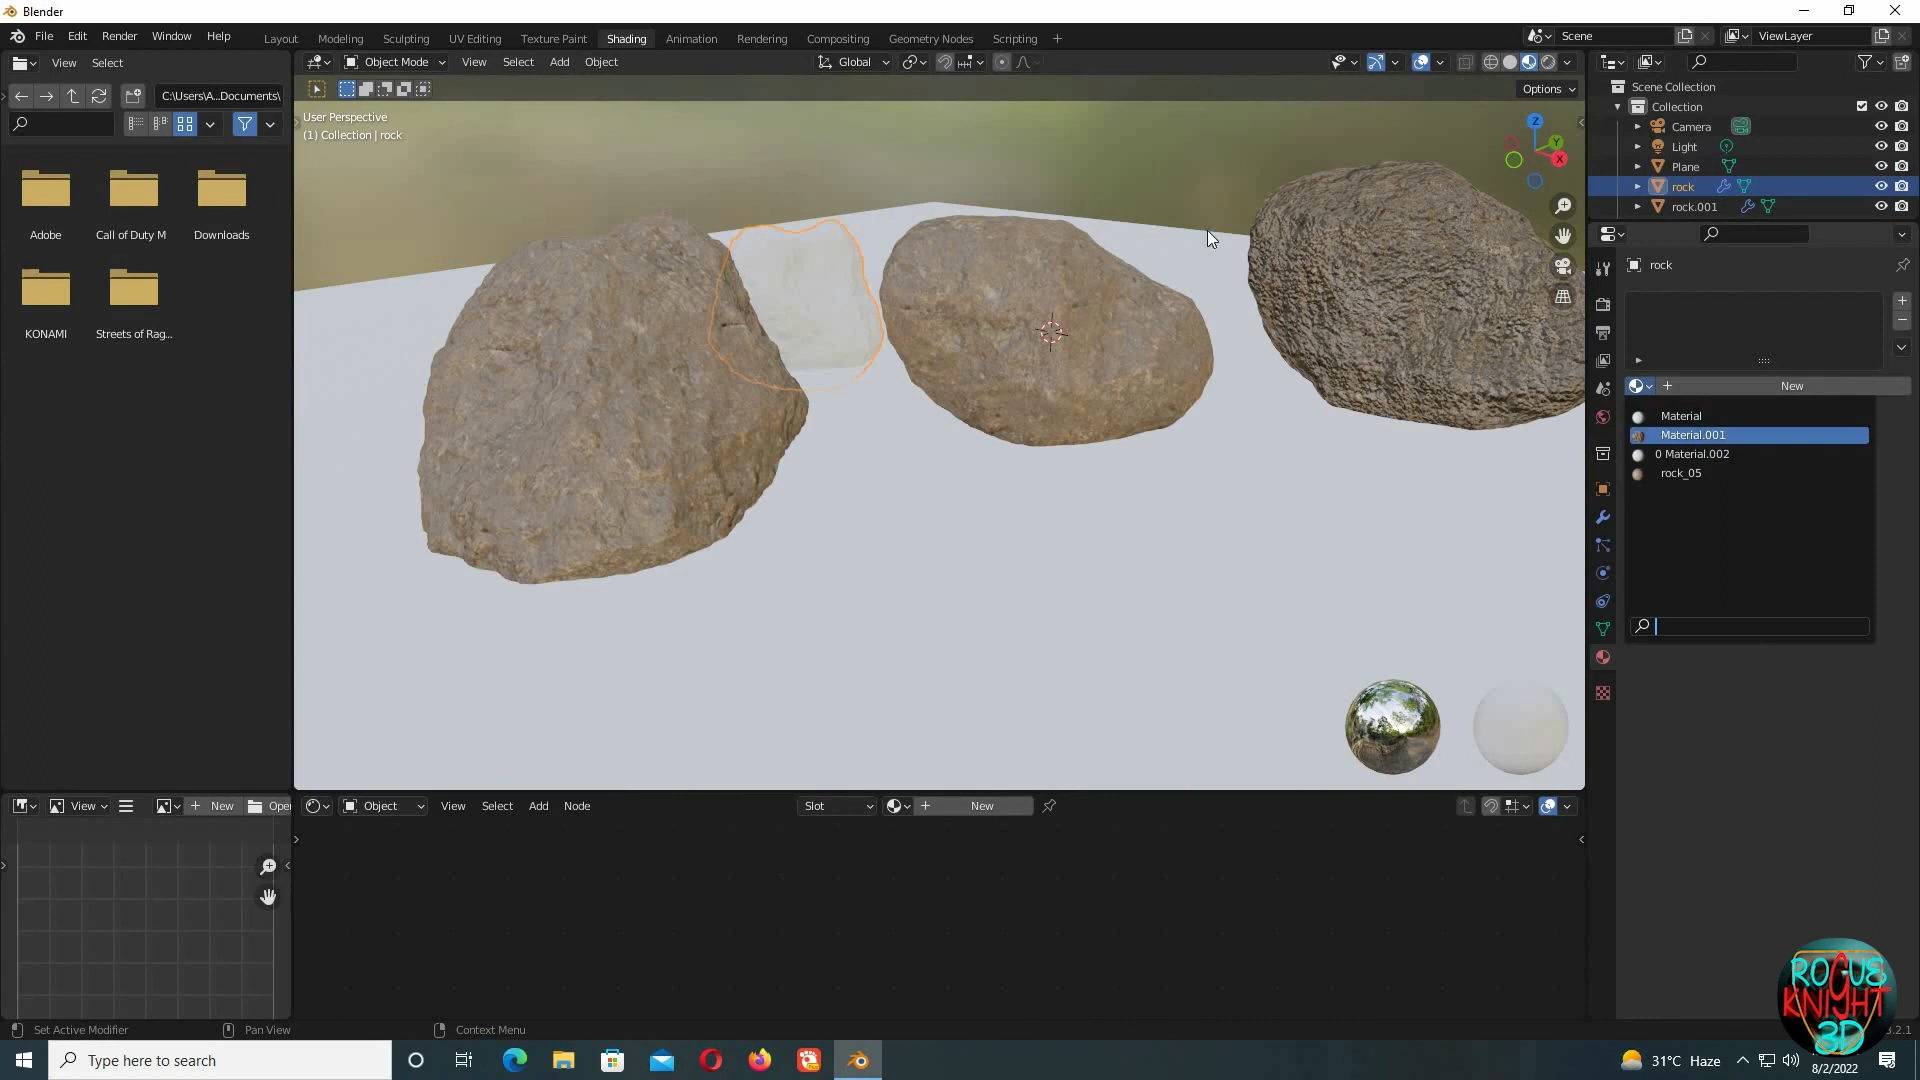 Blender
File Edit Render Window Help
Layout Modeling Sculpting UV Editing Texture Paint Shading Animation Rendering Compositing Geometry Nodes Scripting
Scene
ViewLayer
View Select
Object Mode View Select Add Object
Global
C:\Users\A...Documents\
Options
User Perspective
(1) Collection | rock
Z
Y
X
Adobe
Call of Duty M
Downloads
KONAMI
Streets of Rag...
Scene Collection
Collection
Camera
Light
Plane
rock
rock.001
rock
New
Material
Material.001
0 Material.002
rock_05
View
New
Oper
Object View Select Add Node
Slot
New
Set Active Modifier
Pan View
Context Menu
3.2.1
ROGUE
KNIGHT
3D
Type here to search
31°C Haze
8/2/2022